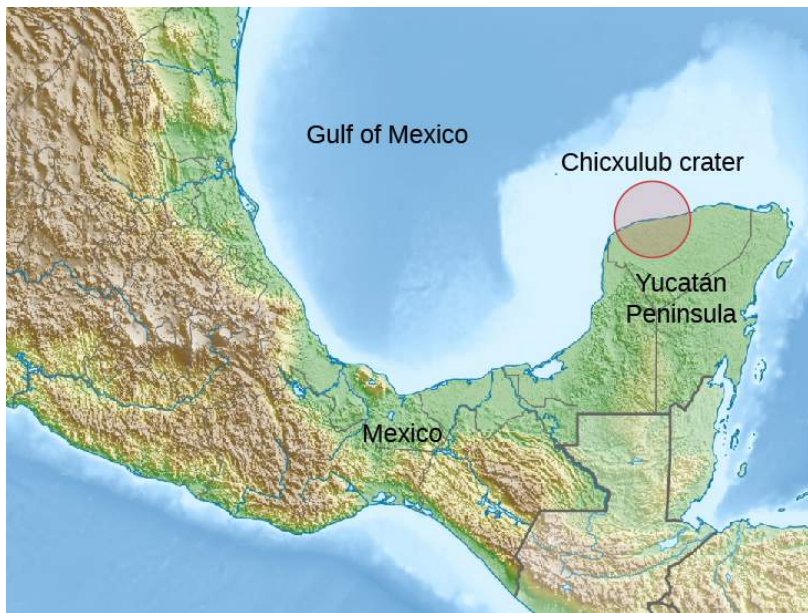 Gulf of Mexico
Chicxulub crater
Yucatán
Peninsula
Mexico